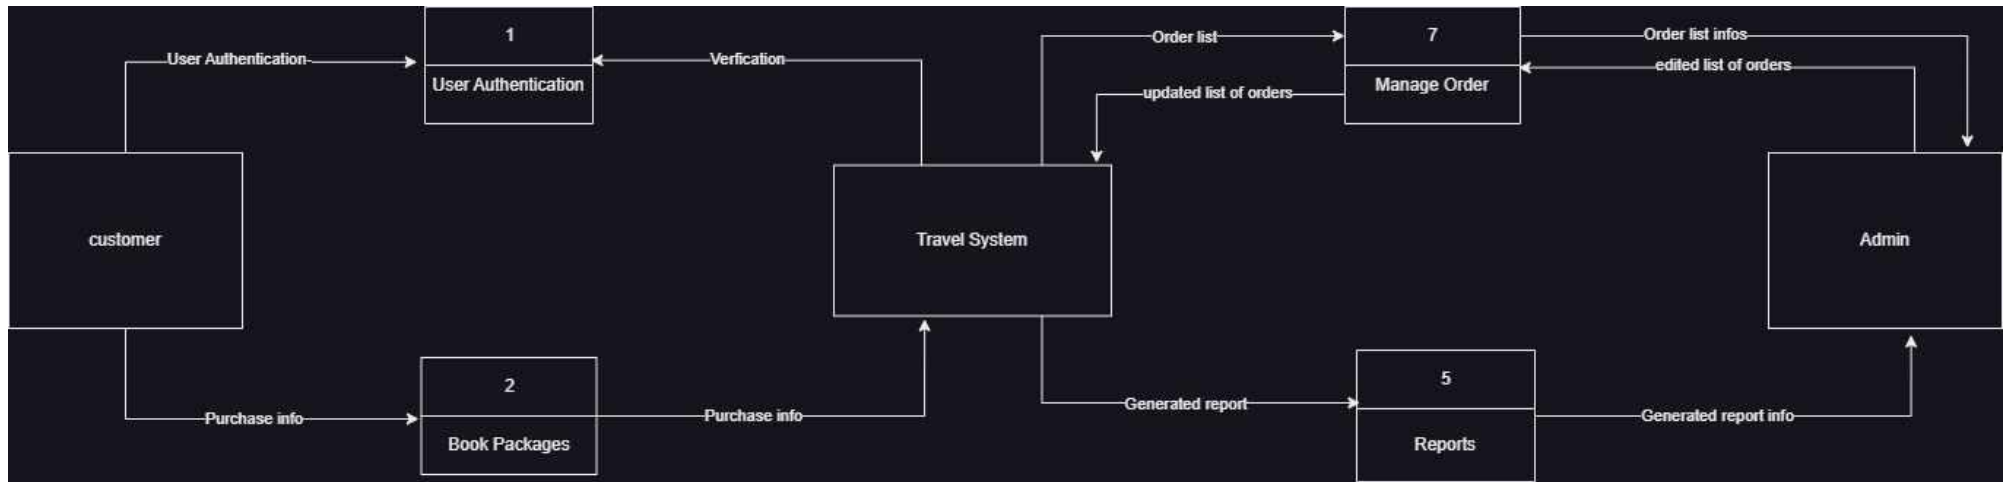 1
User Authentication
User Authentication
Verfication
customer
2
Book Packages
Purchase info
Purchase info
Travel System
Order list
updated list of orders
7
Manage Order
Order list infos
edited list of orders
Admin
Generated report
5
Reports
Generated report info